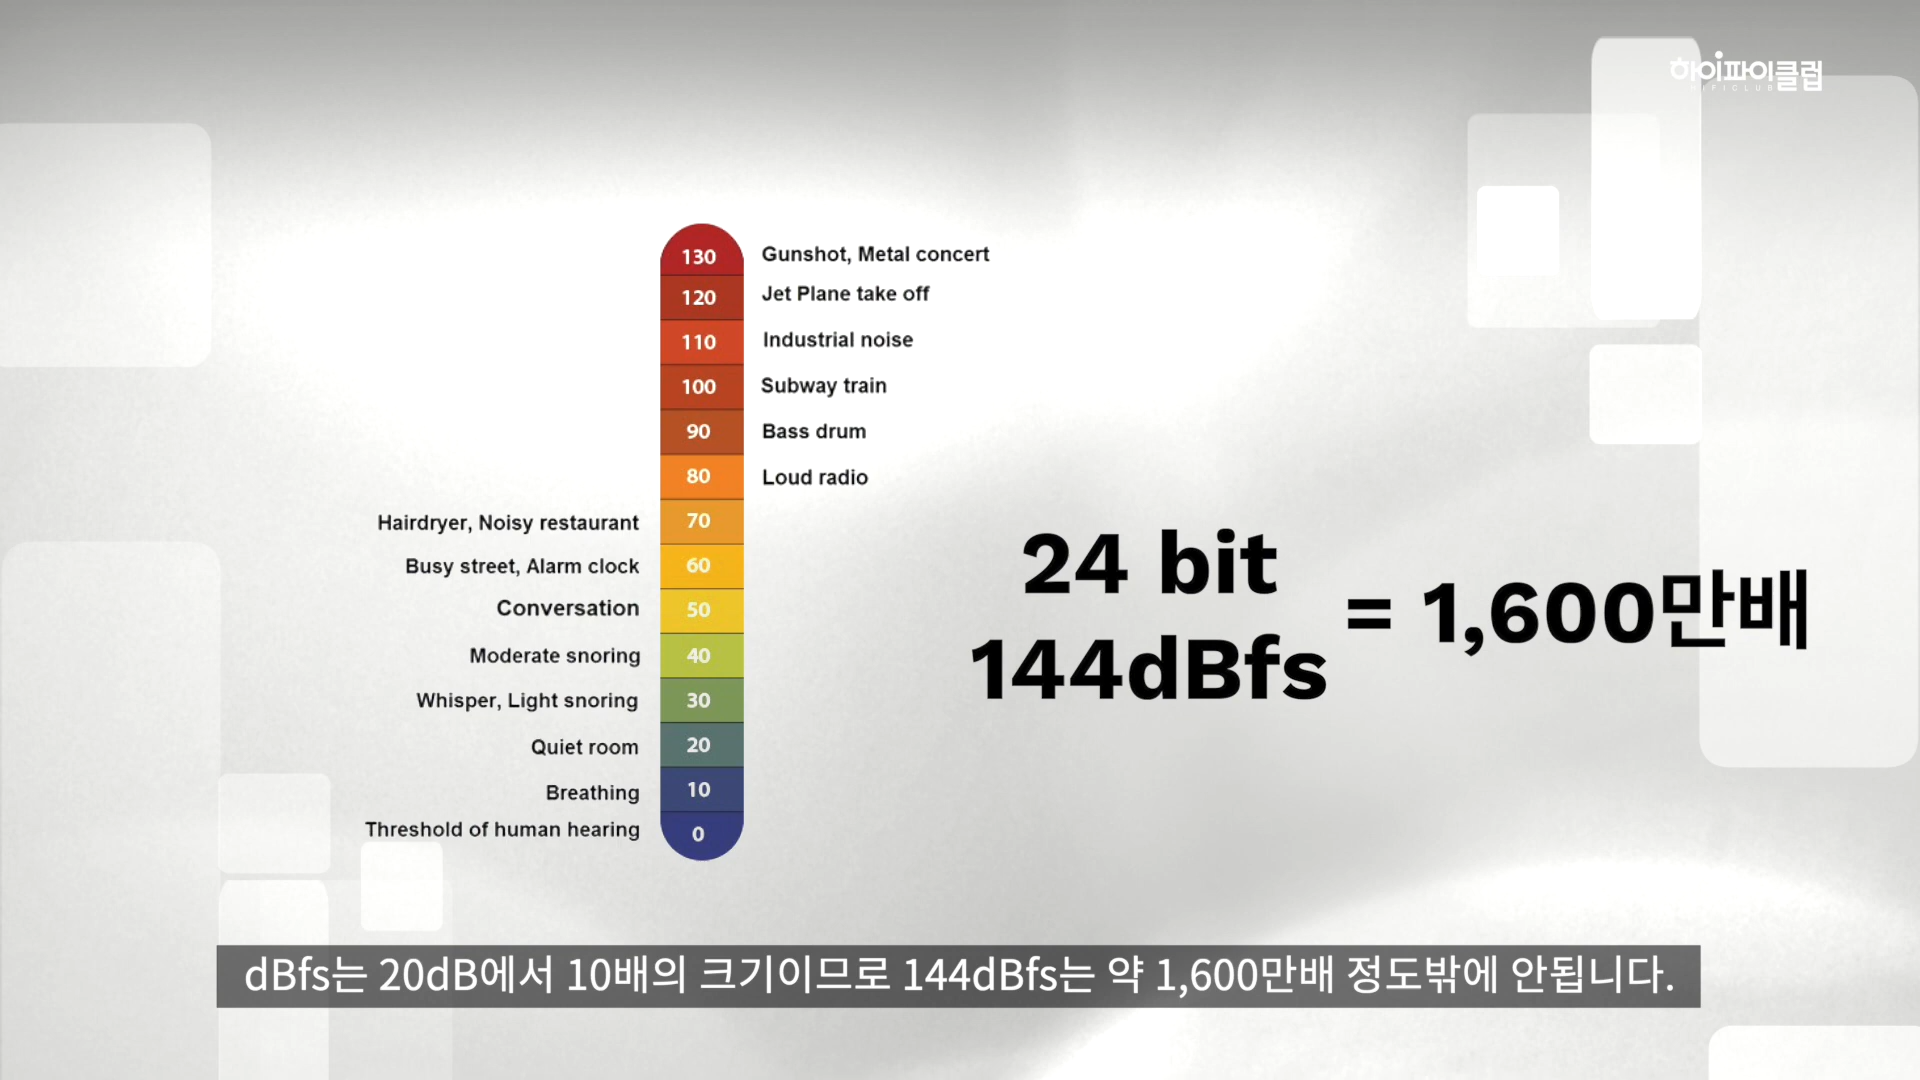 하이파이클럽
HIFICLUB
130 Gunshot, Metal concert
120 Jet Plane take off
110 Industrial noise
100 Subway train
90 Bass drum
80 Loud radio
Hairdryer, Noisy restaurant 70
Busy street, Alarm clock 60
Conversation 50
Moderate snoring 40
Whisper, Light snoring 30
Quiet room 20
Breathing 10
Threshold of human hearing 0
24 bit
144dBfs
= 1,600만배
dBfs는 20dB에서 10배의 크기이므로 144dBfs는 약 1,600만배 정도밖에 안됩니다.